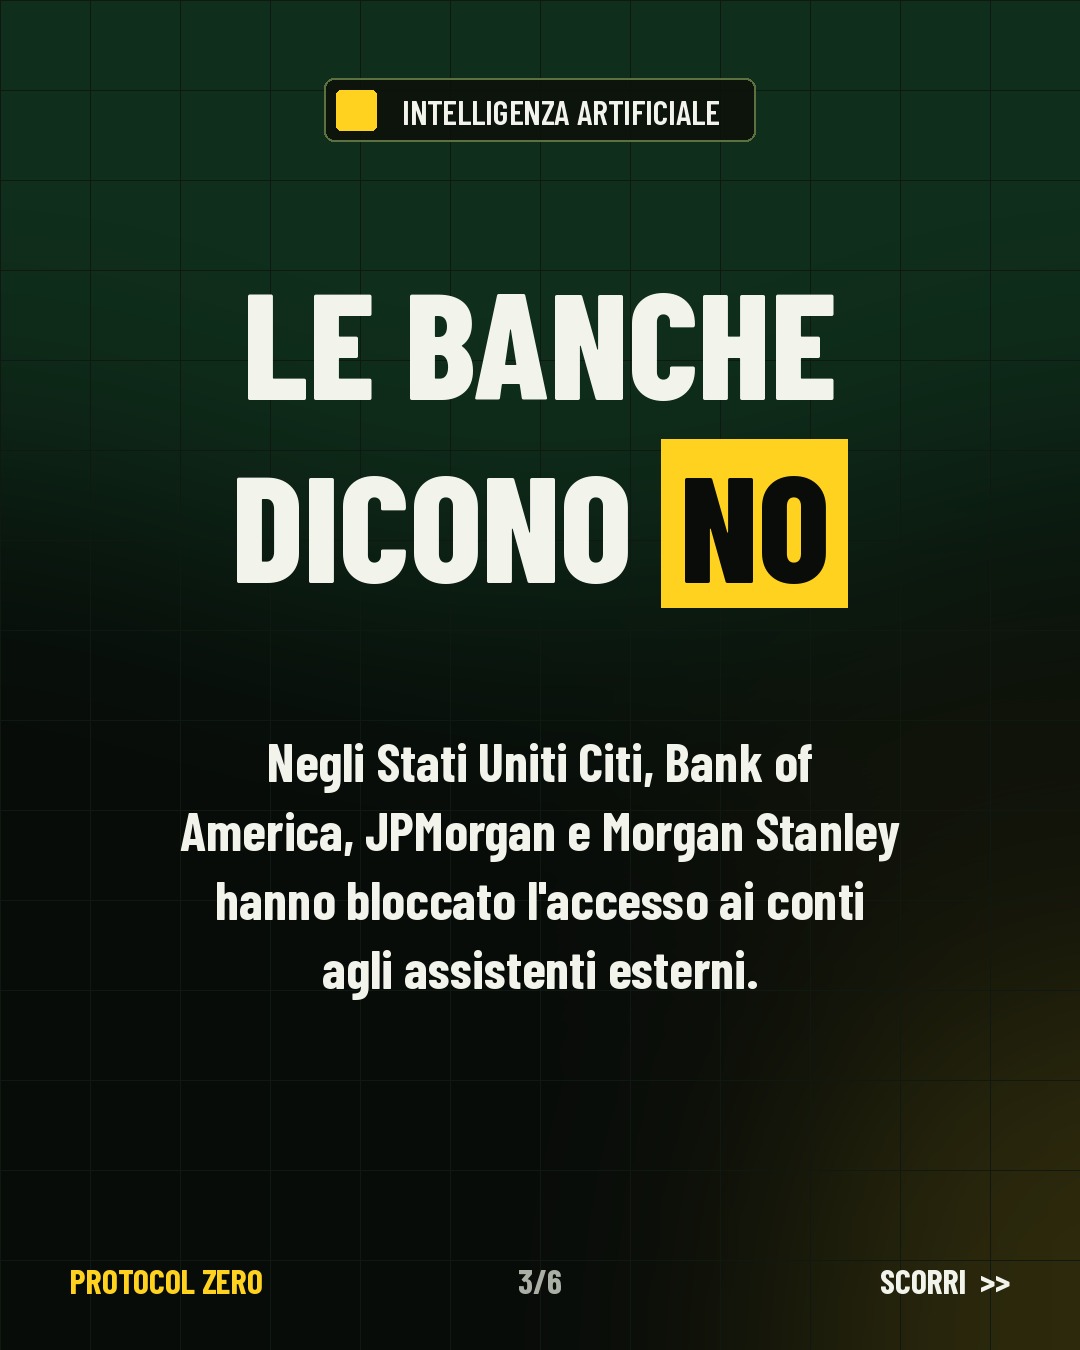 INTELLIGENZA ARTIFICIALE
LE BANCHE
DICONO NO
Negli Stati Uniti Citi, Bank of
America, JPMorgan e Morgan Stanley
hanno bloccato l'accesso ai conti
agli assistenti esterni.
PROTOCOL ZERO
3/6
SCORRI >>